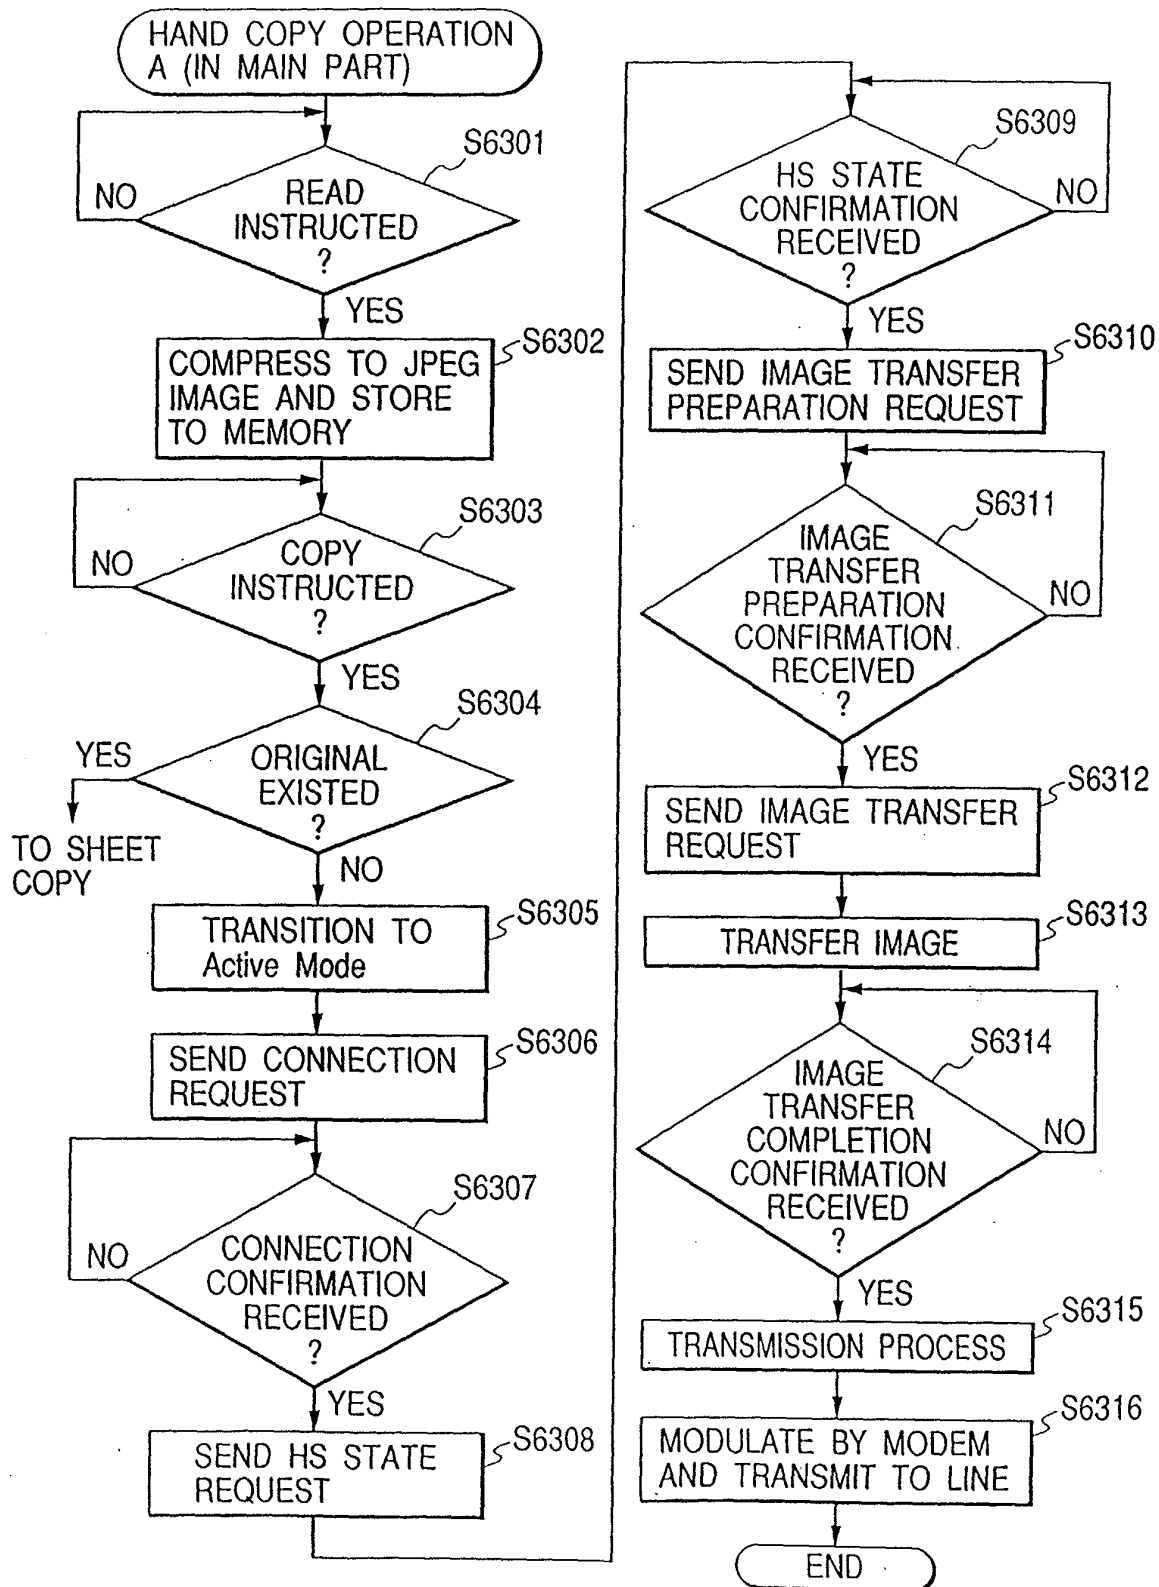 HAND COPY OPERATION
A (IN MAIN PART)
S6301
NO
READ
INSTRUCTED
?
YES
S6302
COMPRESS TO JPEG
IMAGE AND STORE
TO MEMORY
S6303
NO
COPY
INSTRUCTED
?
YES
S6304
YES
ORIGINAL
EXISTED
?
TO SHEET
COPY
NO
S6305
TRANSITION TO
Active Mode
S6306
SEND CONNECTION
REQUEST
S6307
NO
CONNECTION
CONFIRMATION
RECEIVED
?
YES
S6308
SEND HS STATE
REQUEST
S6309
HS STATE
CONFIRMATION
RECEIVED
?
NO
YES
S6310
SEND IMAGE TRANSFER
PREPARATION REQUEST
S6311
IMAGE
TRANSFER
PREPARATION
CONFIRMATION
RECEIVED
?
NO
YES
S6312
SEND IMAGE TRANSFER
REQUEST
S6313
TRANSFER IMAGE
S6314
IMAGE
TRANSFER
COMPLETION
CONFIRMATION
RECEIVED
?
NO
YES
S6315
TRANSMISSION PROCESS
S6316
MODULATE BY MODEM
AND TRANSMIT TO LINE
END